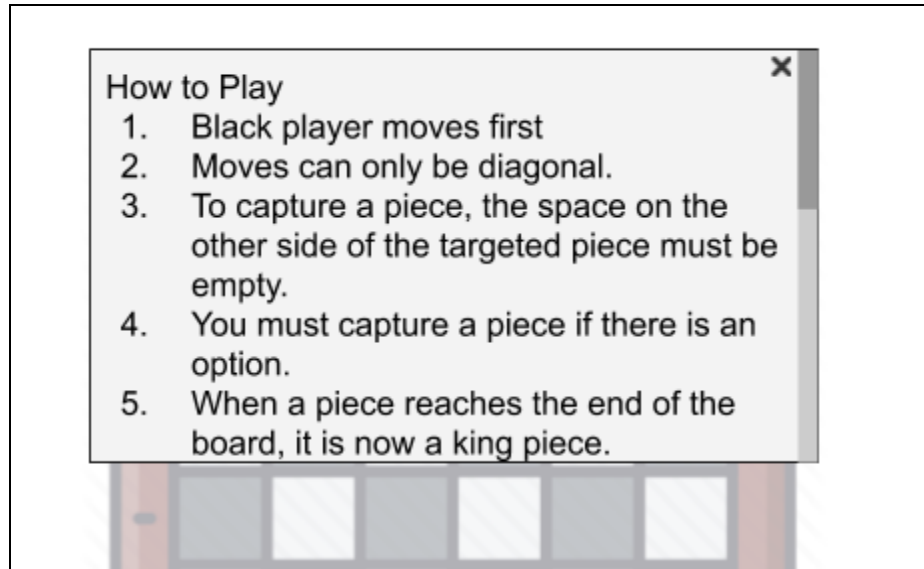 How to Play
1. Black player moves first
2. Moves can only be diagonal.
3. To capture a piece, the space on the
other side of the targeted piece must be
empty.
4. You must capture a piece if there is an
option.
5. When a piece reaches the end of the
board, it is now a king piece.